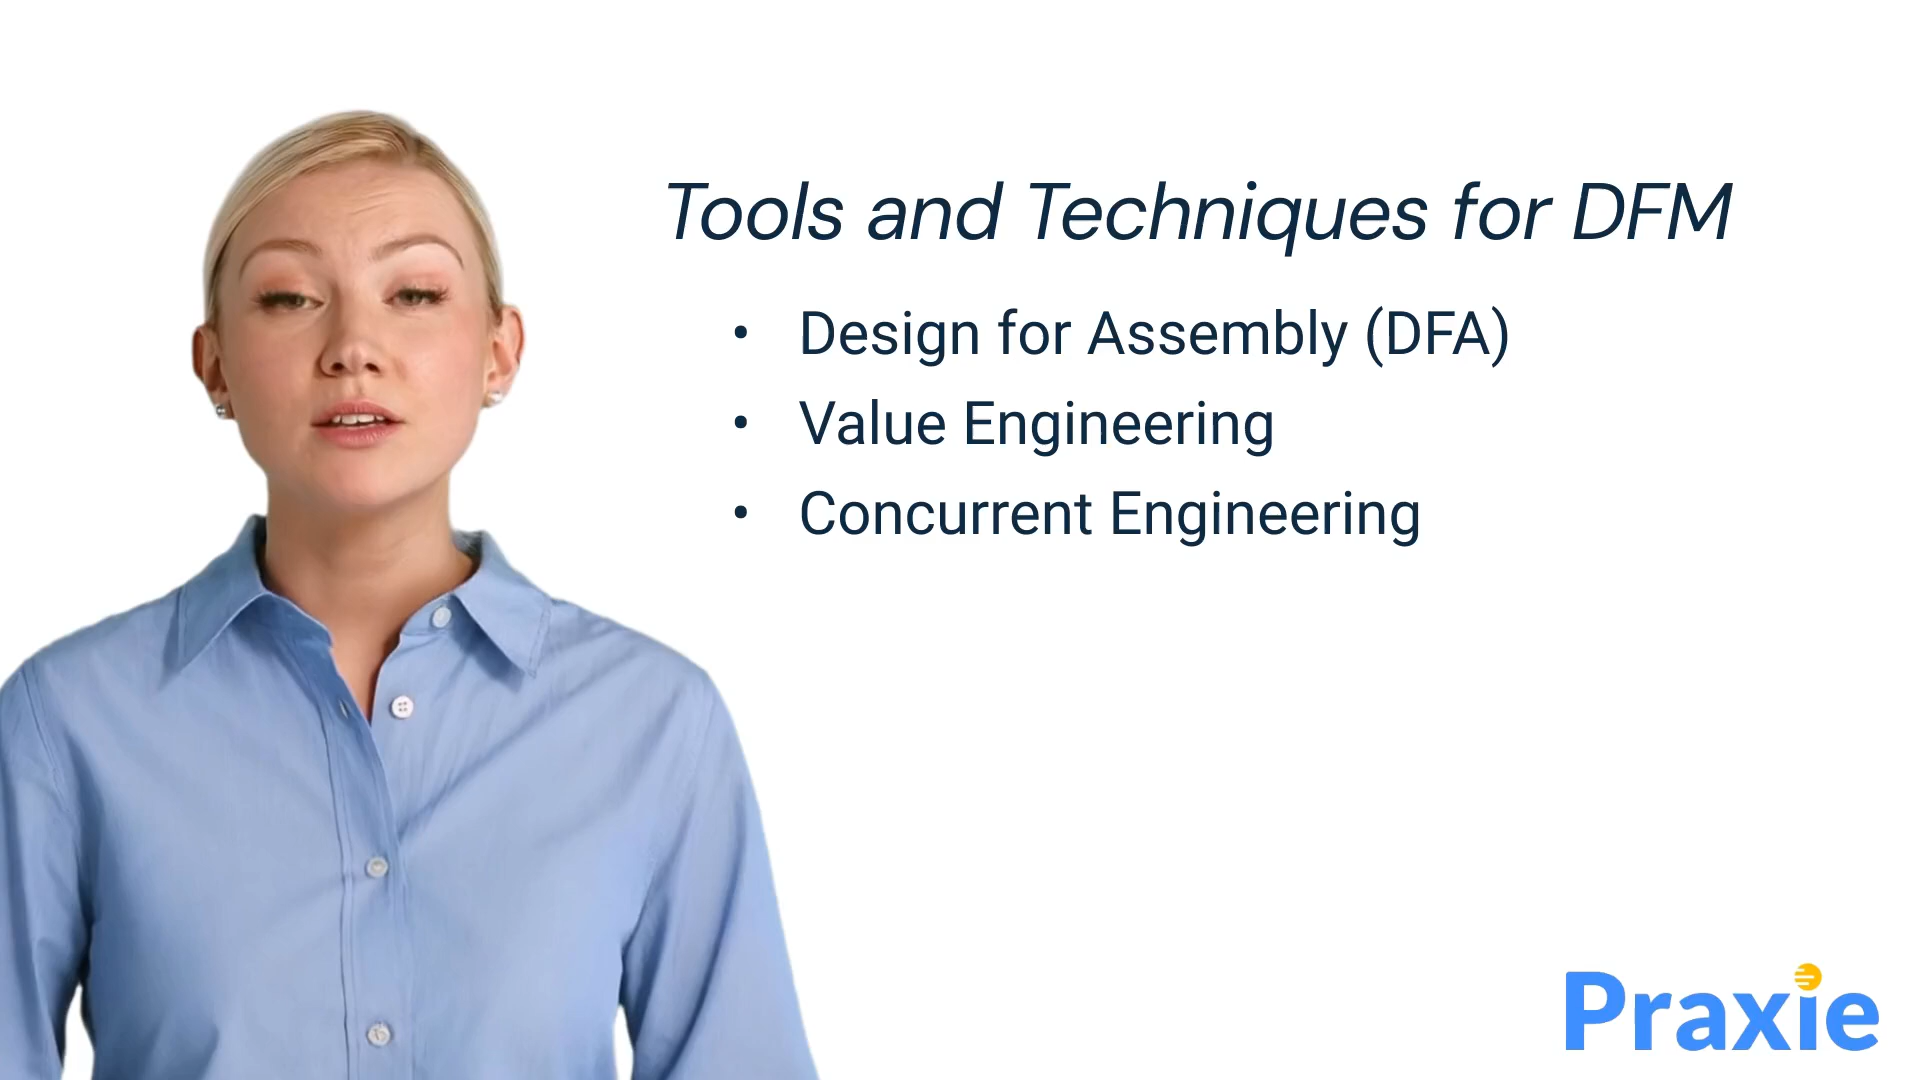 Tools and Techniques for DFM
• Design for Assembly (DFA)
• Value Engineering
• Concurrent Engineering
Praxie